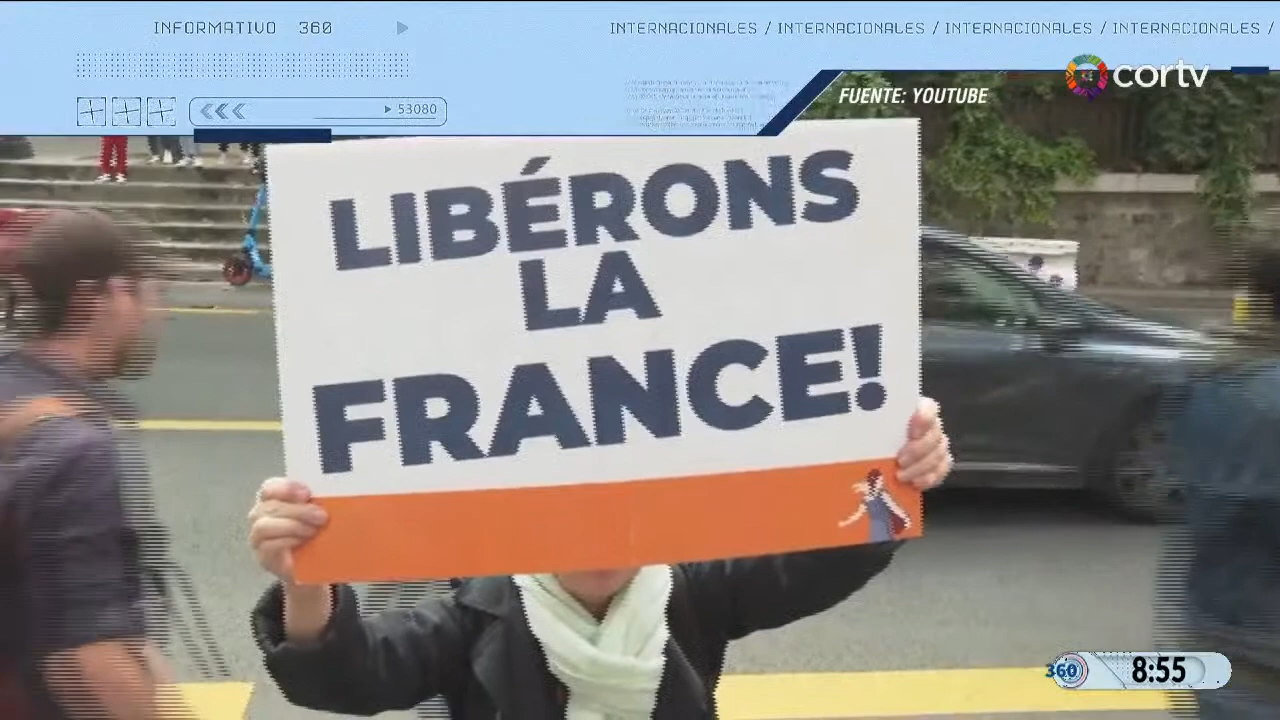 INFORMATIVO 360
INTERNACIONALES / INTERNACIONALES / INTERNACIONALES / INTERNACIONALES /
cortv
FUENTE: YOUTUBE
53080
LIBÉRONS
LA
FRANCE!
360
8:55